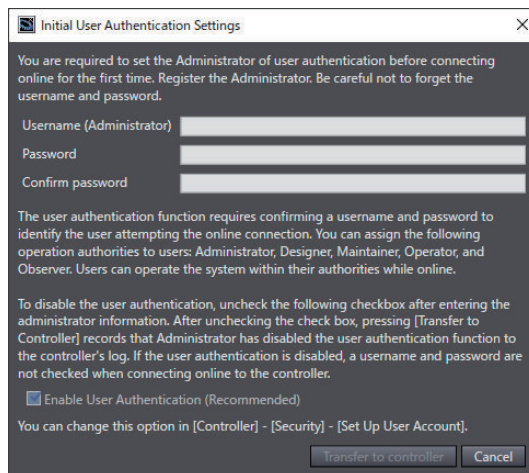 Initial User Authentication Settings
You are required to set the Administrator of user authentication before connecting
online for the first time. Register the Administrator. Be careful not to forget the
username and password.
Username (Administrator)
Password
Confirm password
The user authentication function requires confirming a username and password to
identify the user attempting the online connection. You can assign the following
operation authorities to users: Administrator, Designer, Maintainer, Operator, and
Observer. Users can operate the system within their authorities while online.
To disable the user authentication, uncheck the following checkbox after entering the
administrator information. After unchecking the check box, pressing [Transfer to
Controller] records that Administrator has disabled the user authentication function to
the controller's log. If the user authentication is disabled, a username and password are
not checked when connecting online to the controller.
Enable User Authentication (Recommended)
You can change this option in [Controller] - [Security] - [Set Up User Account].
Transfer to controller Cancel